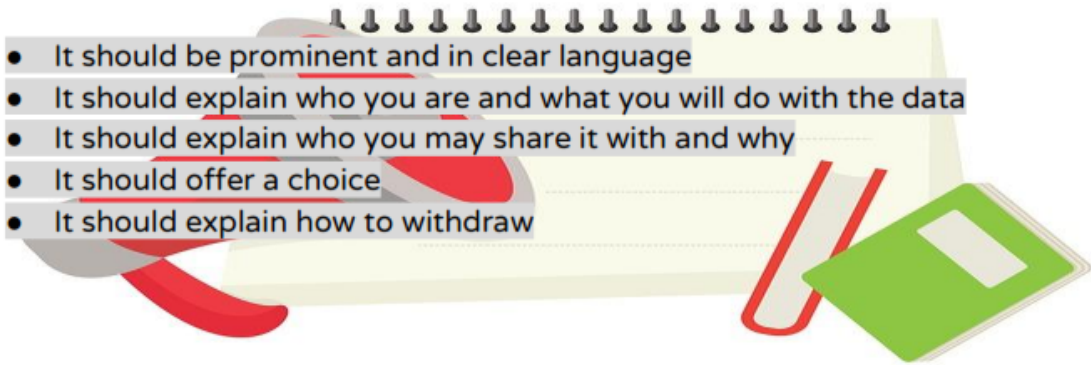 ● It should be prominent and in clear language
● It should explain who you are and what you will do with the data
● It should explain who you may share it with and why
● It should offer a choice
● It should explain how to withdraw